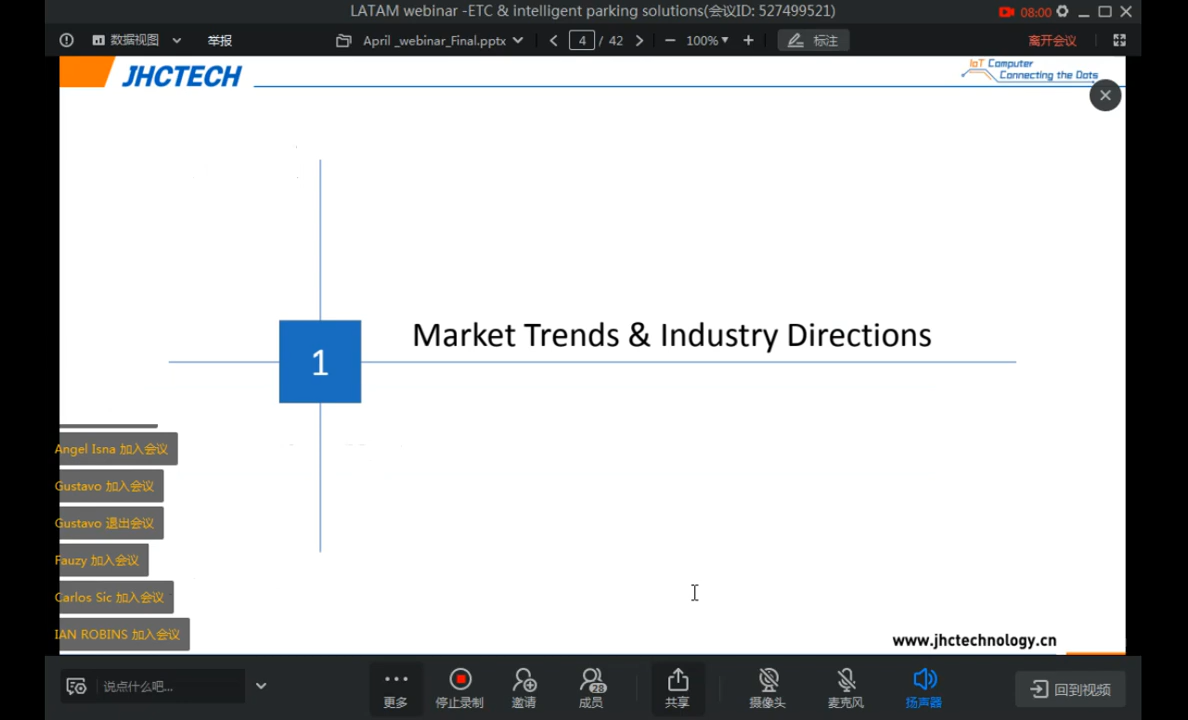 LATAM webinar -ETC & intelligent parking solutions(会议ID: 527499521)
08:00
数据视图
举报
April _webinar_Final.pptx
4 / 42
100%
标注
离开会议
JHCTECH
IoT Computer
Connecting the Dots
1
Market Trends & Industry Directions
Angel Isna 加入会议
Gustavo 加入会议
Gustavo 退出会议
Fauzy 加入会议
Carlos Sic 加入会议
IAN ROBINS 加入会议
www.jhctechnology.cn
说点什么吧...
更多
停止录制
邀请
28
成员
共享
摄像头
麦克风
扬声器
回到视频